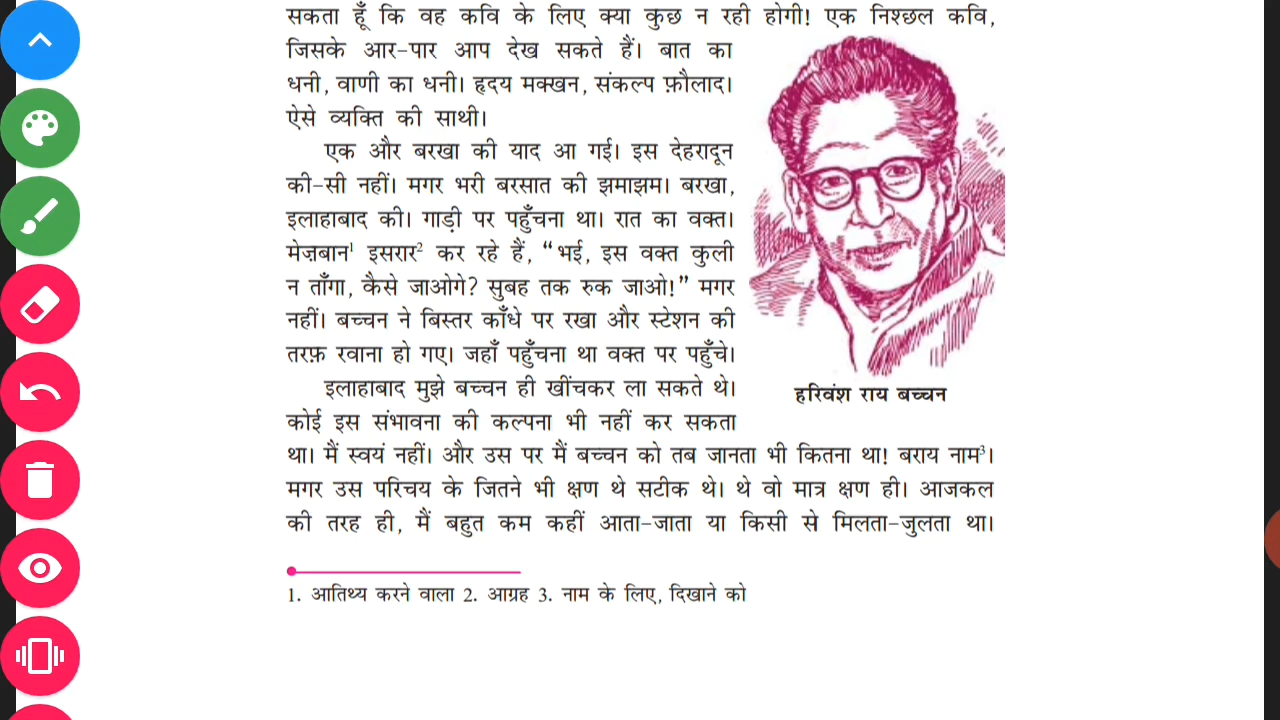 सकता हूँ कि वह कवि के लिए क्या कुछ न रही होगी! एक निश्छल कवि,
जिसके आर-पार आप देख सकते हैं। बात का
धनी, वाणी का धनी। हृदय मक्खन, संकल्प फ़ौलाद।
ऐसे व्यक्ति की साथी।
एक और बरखा की याद आ गई। इस देहरादून
की-सी नहीं। मगर भरी बरसात की झमाझम। बरखा,
इलाहाबाद की। गाड़ी पर पहुँचना था। रात का वक्त।
मेज़बान¹ इसरार² कर रहे हैं, “भई, इस वक्त कुली
न ताँगा, कैसे जाओगे? सुबह तक रुक जाओ!” मगर
नहीं। बच्चन ने बिस्तर काँधे पर रखा और स्टेशन की
तरफ़ रवाना हो गए। जहाँ पहुँचना था वक्त पर पहुँचे।
इलाहाबाद मुझे बच्चन ही खींचकर ला सकते थे।
कोई इस संभावना की कल्पना भी नहीं कर सकता
था। मैं स्वयं नहीं। और उस पर मैं बच्चन को तब जानता भी कितना था! बराय नाम³।
मगर उस परिचय के जितने भी क्षण थे सटीक थे। थे वो मात्र क्षण ही। आजकल
की तरह ही, मैं बहुत कम कहीं आता-जाता या किसी से मिलता-जुलता था।
हरिवंश राय बच्चन
1. आतिथ्य करने वाला 2. आग्रह 3. नाम के लिए, दिखाने को